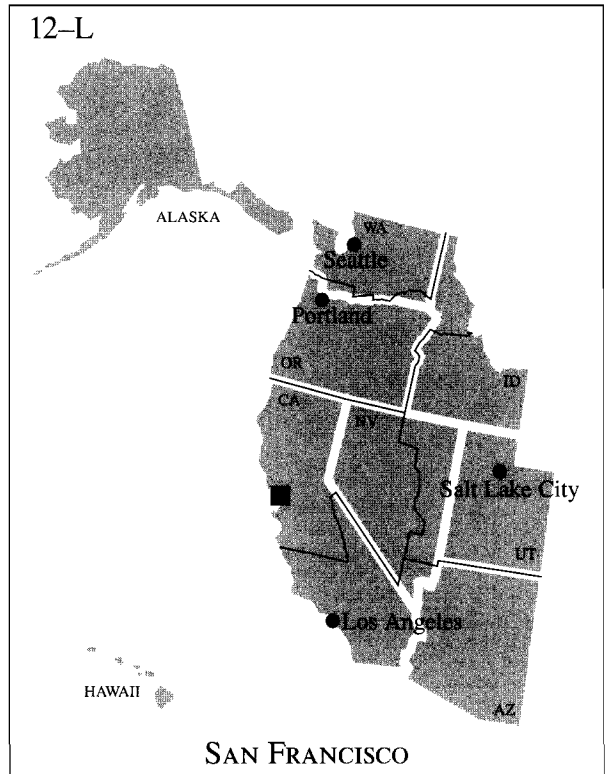 12–L
ALASKA
WA
Seattle
Portland
OR
ID
CA
NV
Salt Lake City
UT
Los Angeles
HAWAII
AZ
SAN FRANCISCO